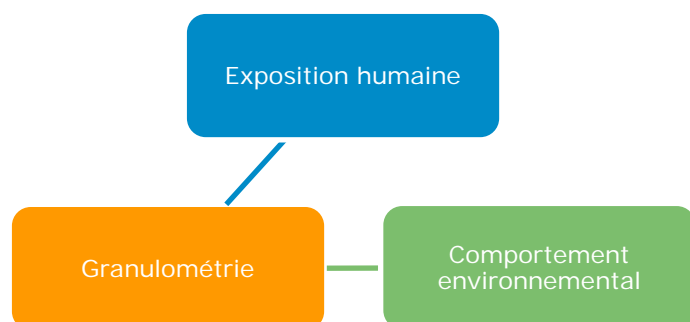 Exposition humaine
Granulométrie
Comportement
environnemental